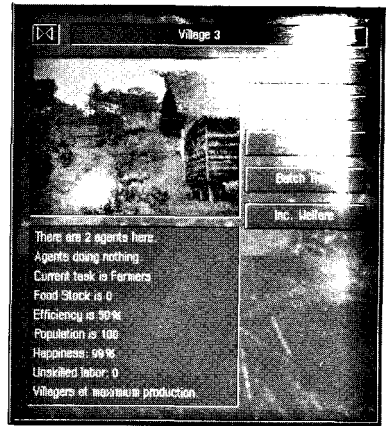 Village 3
Inc. Welfare
There are 2 agents here.
Agents doing nothing
Current task is Farmers
Food Stock is 0
Efficiency is 50%
Population is 100
Happiness: 99%
Unskilled labor: 0
Villagers at maximium production